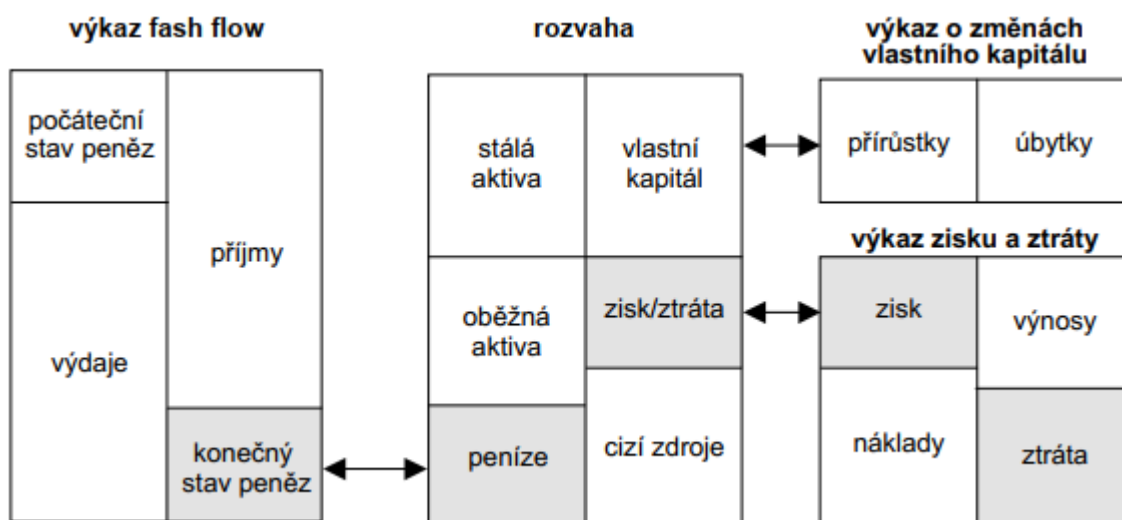 výkaz fash flow
počáteční
stav peněz
příjmy
výdaje
konečný
stav peněz
rozvaha
stálá
aktiva
vlastní
kapitál
oběžná
aktiva
zisk/ztráta
peníze
cizí zdroje
výkaz o změnách
vlastního kapitálu
přírůstky
úbytky
výkaz zisku a ztráty
zisk
výnosy
náklady
ztráta